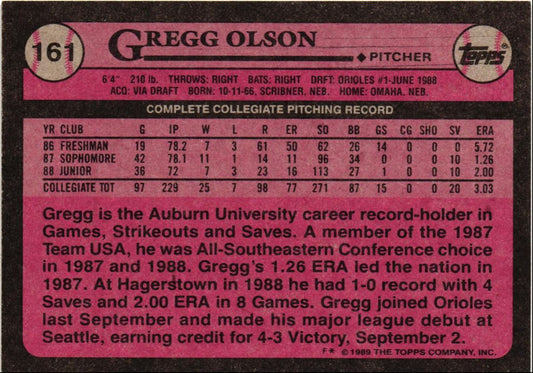 161
GREGG OLSON
◆ PITCHER
topps
6'4" 210 lb. THROWS: RIGHT BATS: RIGHT DRFT: ORIOLES #1-JUNE 1988
ACQ: VIA DRAFT BORN: 10-11-66, SCRIBNER, NEB. HOME: OMAHA, NEB.
COMPLETE COLLEGIATE PITCHING RECORD
YR CLUB G IP W L R ER SO BB GS CG SHO SV ERA
86 FRESHMAN 19 78.2 7 3 61 50 62 26 14 0 0 0 5.72
87 SOPHOMORE 42 78.1 11 1 14 11 96 34 0 0 0 10 1.26
88 JUNIOR 36 72 7 3 23 16 113 27 1 0 0 10 2.00
COLLEGIATE TOT 97 229 25 7 98 77 271 87 15 0 0 20 3.03
Gregg is the Auburn University career record-holder in
Games, Strikeouts and Saves. A member of the 1987
Team USA, he was All-Southeastern Conference choice
in 1987 and 1988. Gregg's 1.26 ERA led the nation in
1987. At Hagerstown in 1988 he had 1-0 record with 4
Saves and 2.00 ERA in 8 Games. Gregg joined Orioles
last September and made his major league debut at
Seattle, earning credit for 4-3 Victory, September 2.
F* © 1989 THE TOPPS COMPANY, INC.